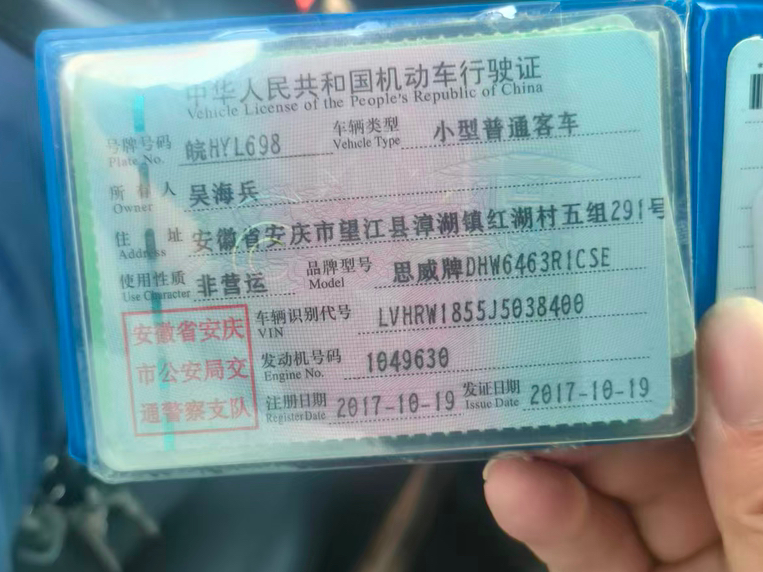 中华人民共和国机动车行驶证
Vehicle License of the People's Republic of China
号牌号码 皖HYL698 车辆类型 小型普通客车
Plate No. Vehicle Type
所有人 吴海兵
Owner
住址 安徽省安庆市望江县漳湖镇红湖村五组291号
Address
使用性质 非营运 品牌型号 思威牌DHW6463R1CSE
Use Character Model
车辆识别代号 LVHRW1855J5038400
VIN
发动机号码 1049630
Engine No.
注册日期 2017-10-19 发证日期 2017-10-19
Register Date Issue Date
安徽省安庆
市公安局交
通警察支队